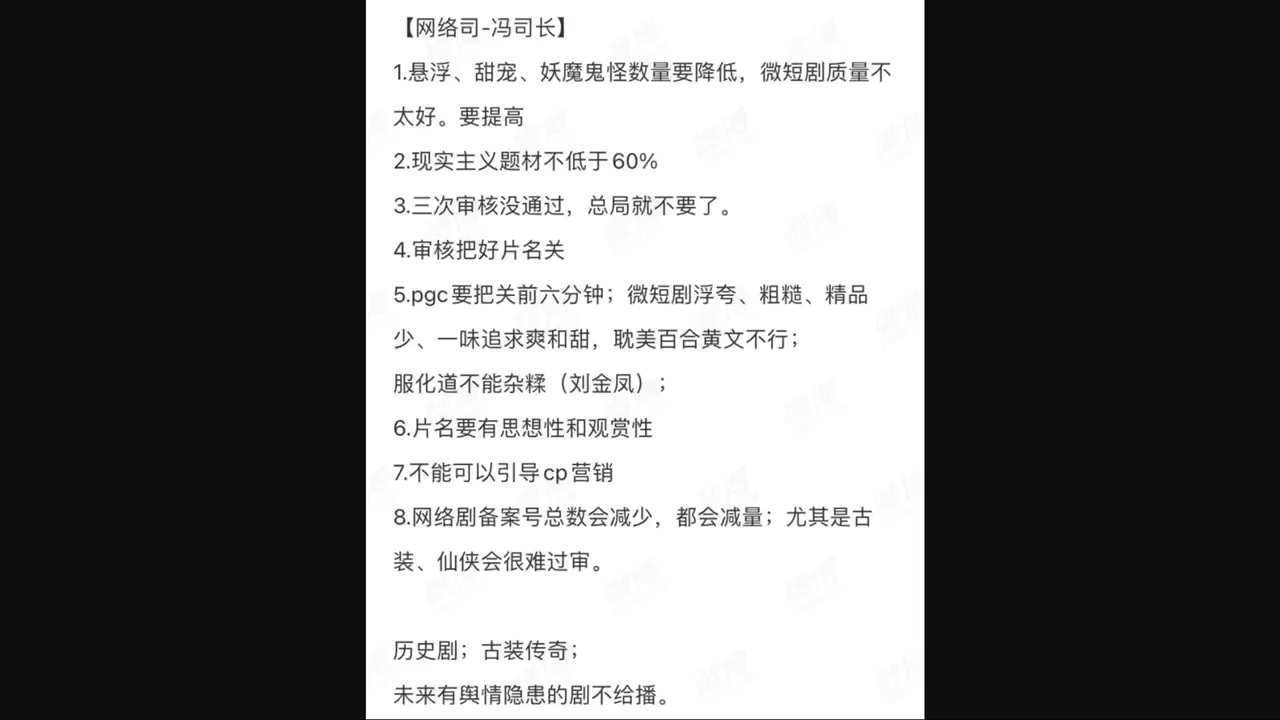 【网络司-冯司长】
1.悬浮、甜宠、妖魔鬼怪数量要降低，微短剧质量不
太好。要提高
2.现实主义题材不低于60%
3.三次审核没通过，总局就不要了。
4.审核把好片名关
5.pgc要把关前六分钟；微短剧浮夸、粗糙、精品
少、一味追求爽和甜，耽美百合黄文不行；
服化道不能杂糅（刘金凤）；
6.片名要有思想性和观赏性
7.不能可以引导cp营销
8.网络剧备案号总数会减少，都会减量；尤其是古
装、仙侠会很难过审。
历史剧；古装传奇；
未来有舆情隐患的剧不给播。